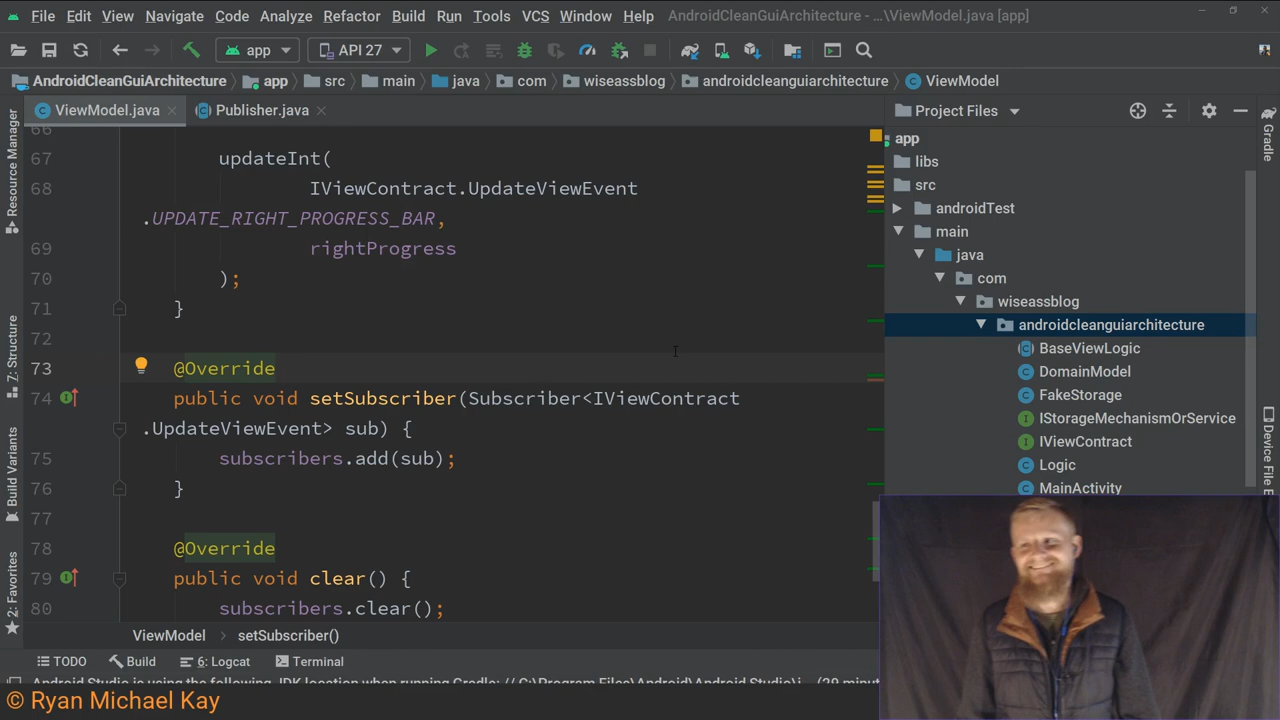 File Edit View Navigate Code Analyze Refactor Build Run Tools VCS Window Help AndroidCleanGuiArchitecture - ...\ViewModel.java [app]
app API 27
AndroidCleanGuiArchitecture app src main java com wiseassblog androidcleanguiarchitecture ViewModel
ViewModel.java Publisher.java
Project Files
Resource Manager
7: Structure
Build Variants
2: Favorites
66
67 updateInt(
68 IViewContract.UpdateViewEvent
.UPDATE_RIGHT_PROGRESS_BAR,
69 rightProgress
70 );
71 }
72
73 @Override
74 public void setSubscriber(Subscriber<IViewContract
.UpdateViewEvent> sub) {
75 subscribers.add(sub);
76 }
77
78 @Override
79 public void clear() {
80 subscribers.clear();
app
libs
src
androidTest
main
java
com
wiseassblog
androidcleanguiarchitecture
BaseViewLogic
DomainModel
FakeStorage
IStorageMechanismOrService
IViewContract
Logic
MainActivity
Gradle
Device File E
ViewModel setSubscriber()
TODO Build 6: Logcat Terminal
Android Studio is using the following JDK location when running Gradle: // C:\Program Files\Android\Android Studio\j... (29 minut
© Ryan Michael Kay